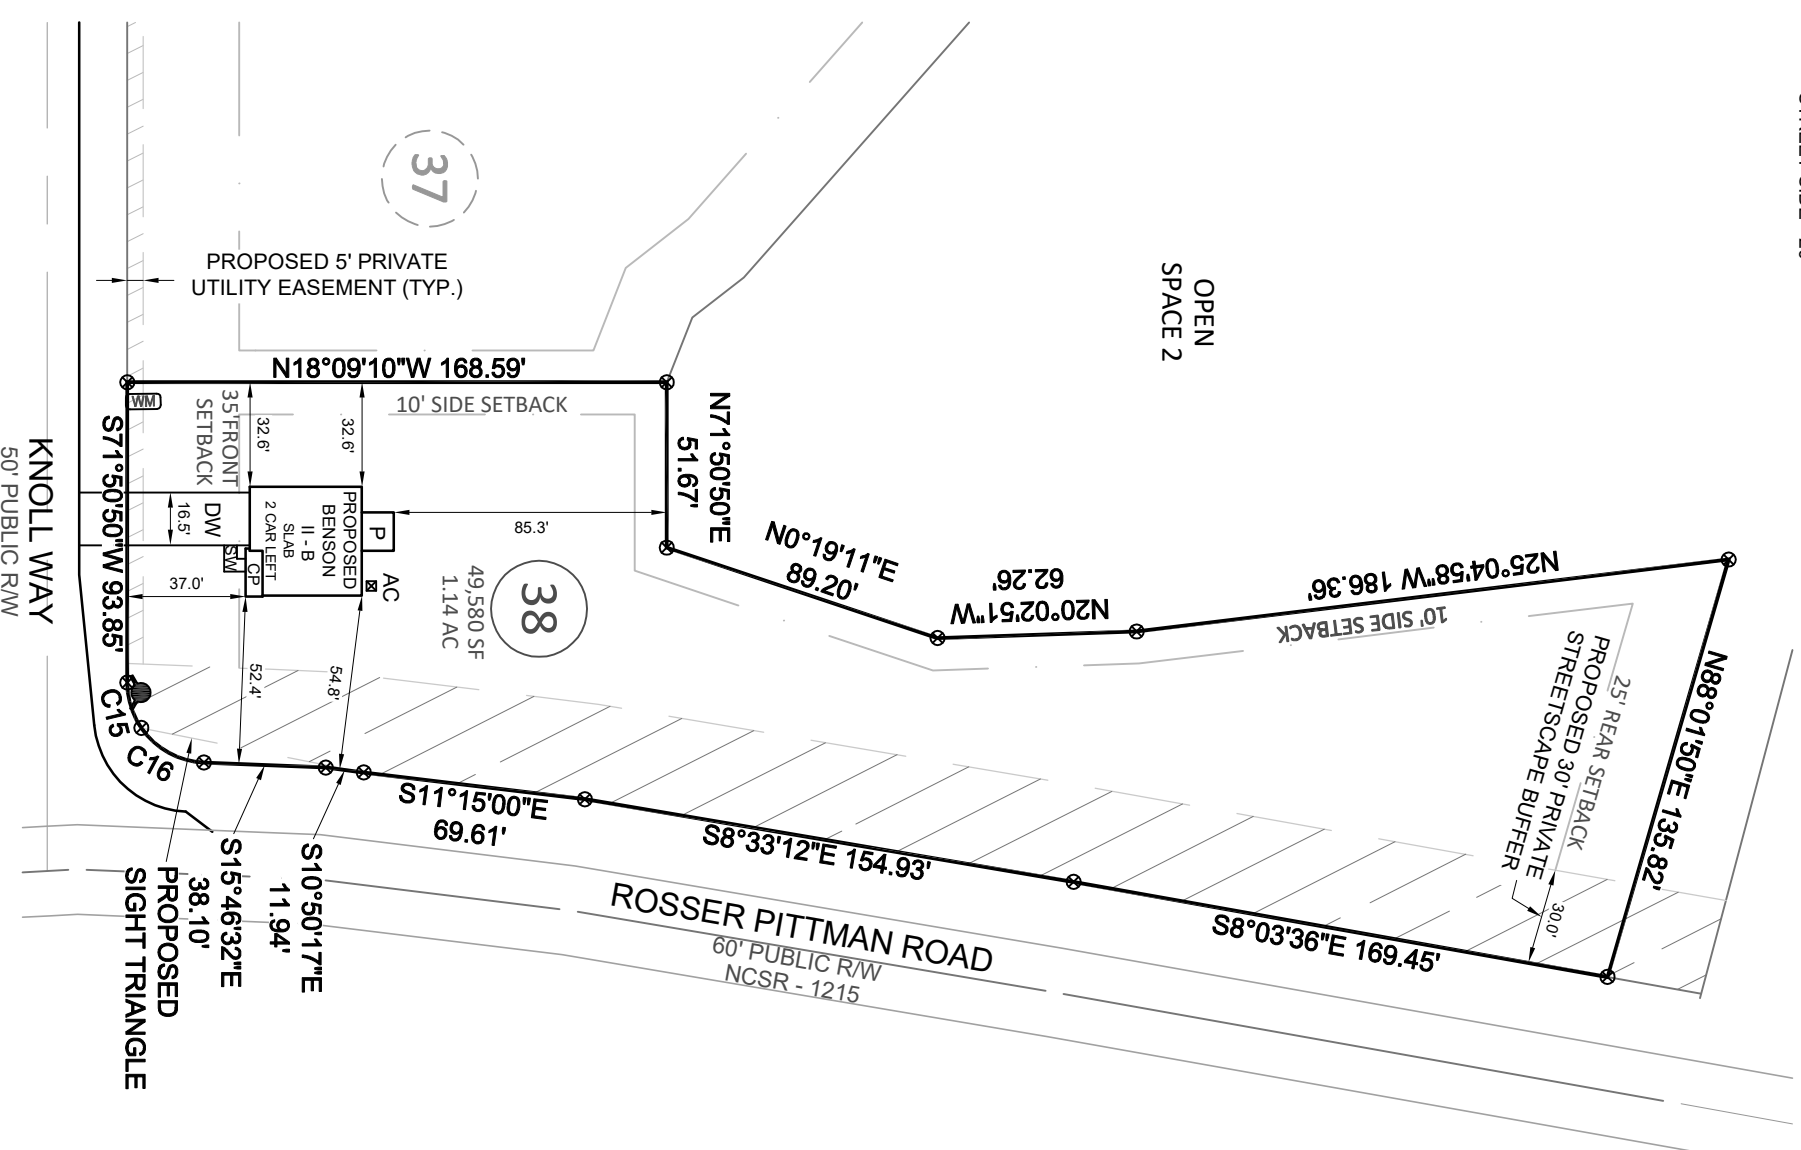 37
PROPOSED 5' PRIVATE
UTILITY EASEMENT (TYP.)
OPEN
SPACE 2
N18°09'10"W 168.59'
10' SIDE SETBACK
WM
35'FRONT
SETBACK
32.6'
32.6'
N71°50'50"E
51.67'
S71°50'50"W 93.85'
KNOLL WAY
50' PUBLIC R/W
DW
16.5'
SW
CP
PROPOSED
BENSON
II - B
SLAB
2 CAR LEFT
P
AC
85.3'
37.0'
38
49,580 SF
1.14 AC
52.4'
54.8'
N0°19'11"E
89.20'
N20°02'51"W
62.26'
N25°04'58"W 186.36'
10' SIDE SETBACK
N88°01'50"E 135.82'
25' REAR SETBACK
PROPOSED 30' PRIVATE
STREETSCAPE BUFFER
30.0'
C15
C16
S10°50'17"E
11.94'
S15°46'32"E
38.10'
PROPOSED
SIGHT TRIANGLE
S11°15'00"E
69.61'
S8°33'12"E 154.93'
S8°03'36"E 169.45'
ROSSER PITTMAN ROAD
60' PUBLIC R/W
NCSR - 1215